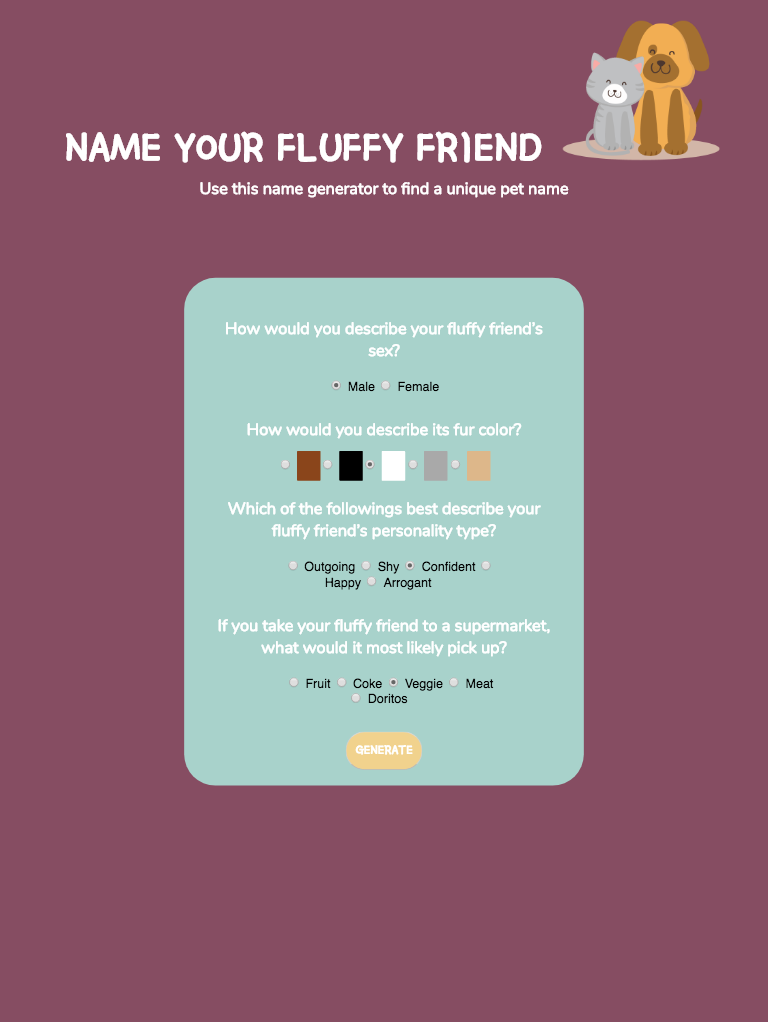 NAME YOUR FLUFFY FRIEND
Use this name generator to find a unique pet name
How would you describe your fluffy friend's
sex?
Male Female
How would you describe its fur color?
Which of the followings best describe your
fluffy friend's personality type?
Outgoing Shy Confident
Happy Arrogant
If you take your fluffy friend to a supermarket,
what would it most likely pick up?
Fruit Coke Veggie Meat
Doritos
GENERATE